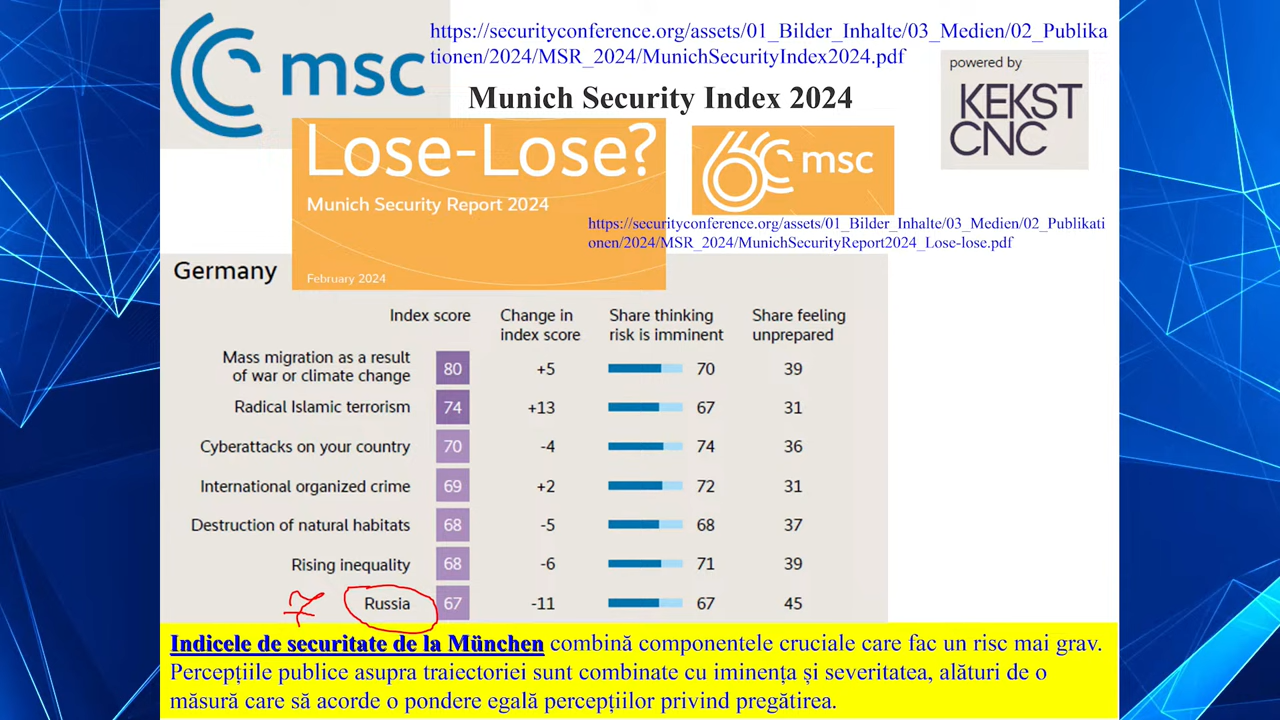 msc
https://securityconference.org/assets/01_Bilder_Inhalte/03_Medien/02_Publika
tionen/2024/MSR_2024/MunichSecurityIndex2024.pdf
powered by
KEKST
CNC
Munich Security Index 2024
Lose-Lose?
Munich Security Report 2024
February 2024
60 msc
https://securityconference.org/assets/01_Bilder_Inhalte/03_Medien/02_Publikati
onen/2024/MSR_2024/MunichSecurityReport2024_Lose-lose.pdf
Germany
Index score Change in index score Share thinking risk is imminent Share feeling unprepared
Mass migration as a result
of war or climate change 80 +5 70 39
Radical Islamic terrorism 74 +13 67 31
Cyberattacks on your country 70 -4 74 36
International organized crime 69 +2 72 31
Destruction of natural habitats 68 -5 68 37
Rising inequality 68 -6 71 39
7 Russia 67 -11 67 45
Indicele de securitate de la München combină componentele cruciale care fac un risc mai grav.
Percepțiile publice asupra traiectoriei sunt combinate cu iminența și severitatea, alături de o
măsură care să acorde o pondere egală percepțiilor privind pregătirea.